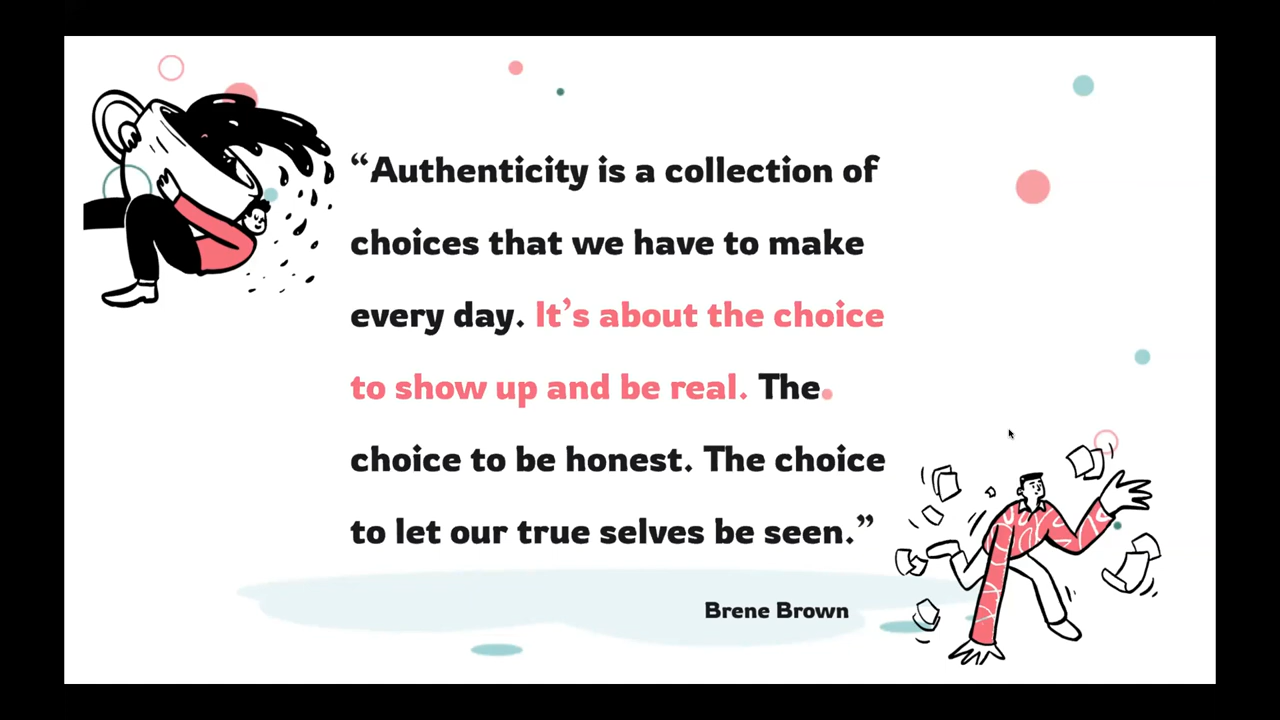 “Authenticity is a collection of
choices that we have to make
every day. It’s about the choice
to show up and be real. The
choice to be honest. The choice
to let our true selves be seen.”
Brene Brown